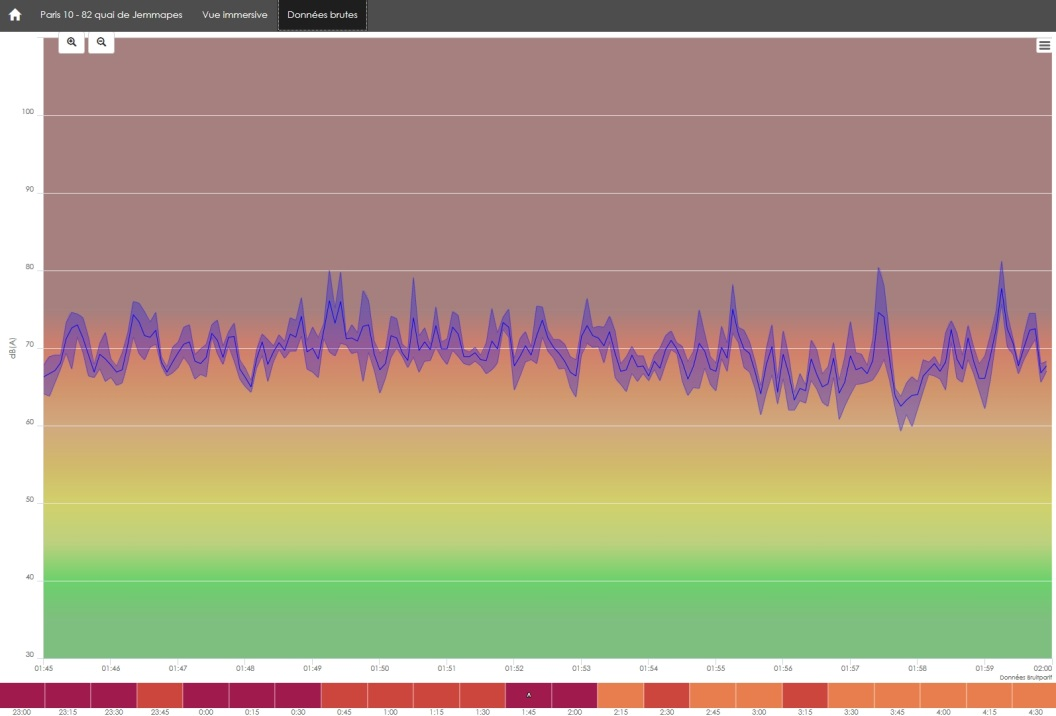 Paris 10 - 82 quai de Jemmapes Vue immersive Données brutes
100
90
80
70
60
50
40
30
dB(A)
01:45 01:46 01:47 01:48 01:49 01:50 01:51 01:52 01:53 01:54 01:55 01:56 01:57 01:58 01:59 02:00
Données Bruitparif
23:00 23:15 23:30 23:45 0:00 0:15 0:30 0:45 1:00 1:15 1:30 1:45 2:00 2:15 2:30 2:45 3:00 3:15 3:30 3:45 4:00 4:15 4:30